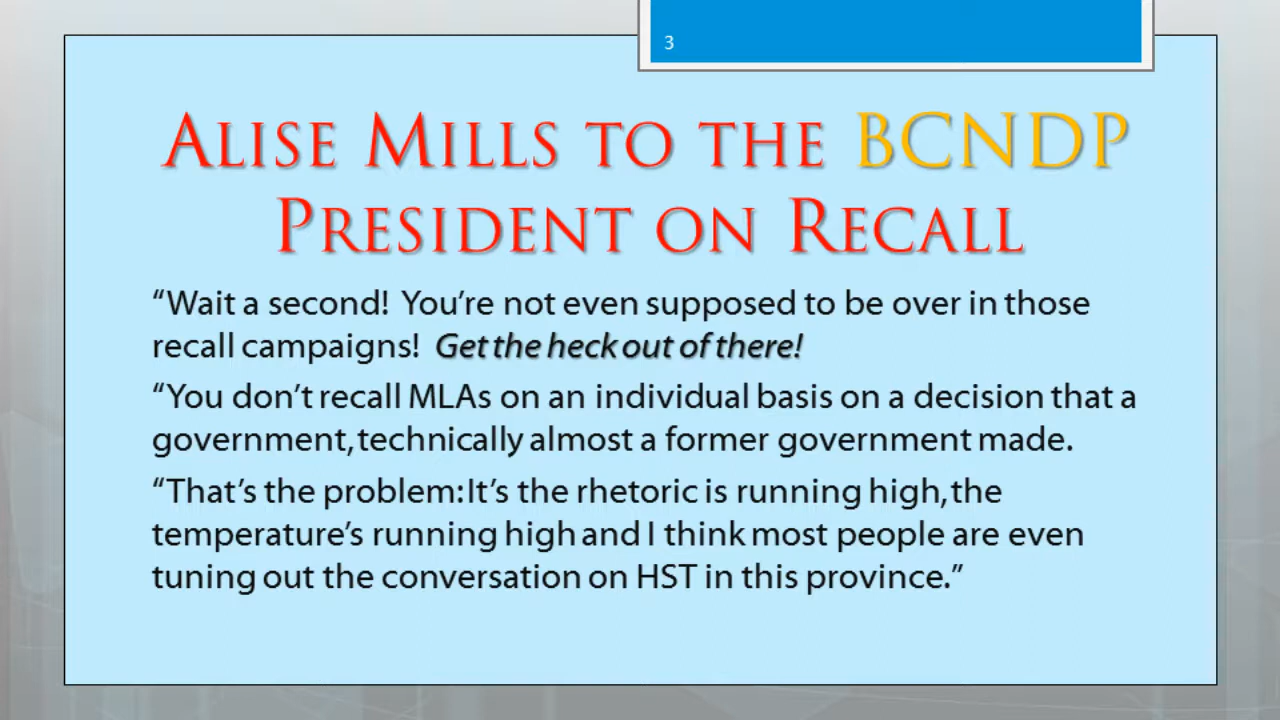 3
Alise Mills to the BCNDP
President on Recall
“Wait a second!  You’re not even supposed to be over in those
recall campaigns!  Get the heck out of there!
“You don’t recall MLAs on an individual basis on a decision that a
government, technically almost a former government made.
“That’s the problem: It’s the rhetoric is running high, the
temperature’s running high and I think most people are even
tuning out the conversation on HST in this province.”